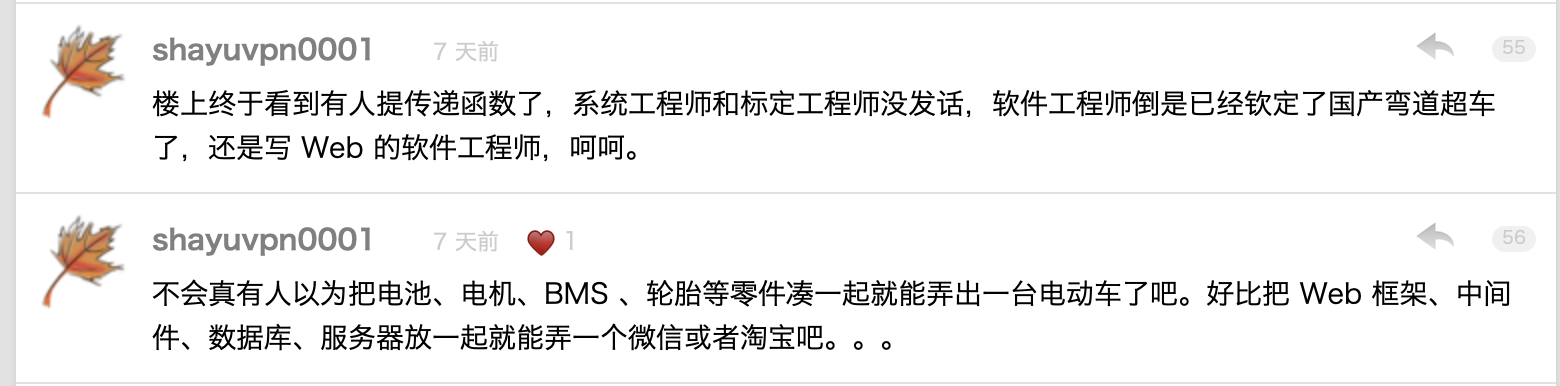 shayuvpn0001 7 天前 55
楼上终于看到有人提传递函数了，系统工程师和标定工程师没发话，软件工程师倒是已经钦定了国产弯道超车
了，还是写 Web 的软件工程师，呵呵。
shayuvpn0001 7 天前 1 56
不会真有人以为把电池、电机、BMS 、轮胎等零件凑一起就能弄出一台电动车了吧。好比把 Web 框架、中间
件、数据库、服务器放一起就能弄一个微信或者淘宝吧。。。